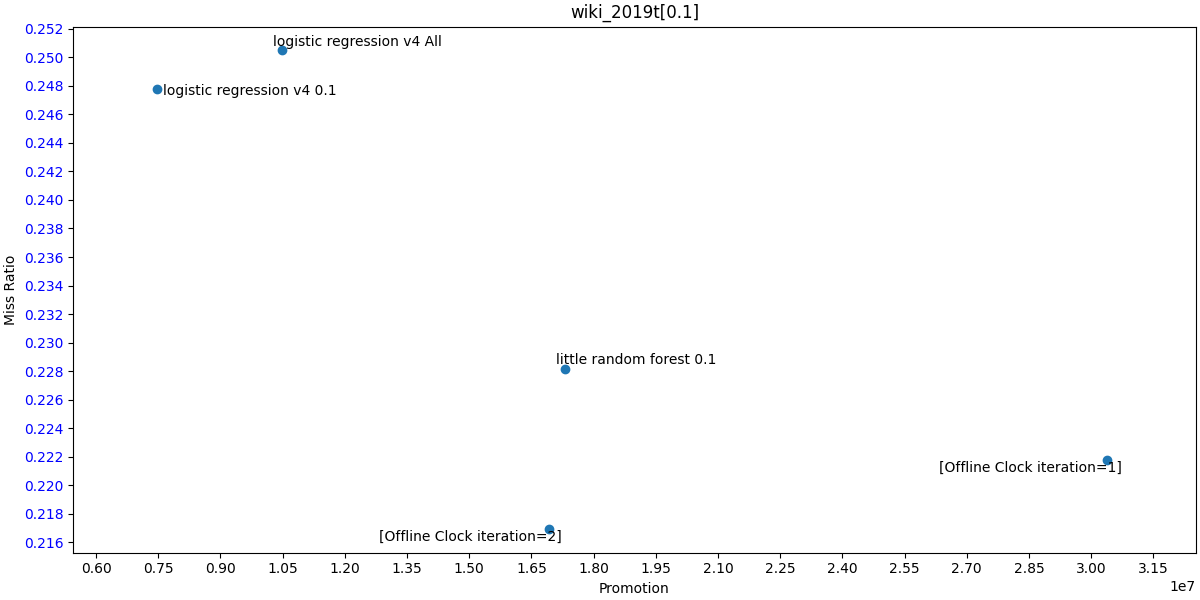 wiki_2019t[0.1]
0.252
0.250
0.248
0.246
0.244
0.242
0.240
0.238
0.236
0.234
0.232
0.230
0.228
0.226
0.224
0.222
0.220
0.218
0.216
Miss Ratio
logistic regression v4 All
logistic regression v4 0.1
little random forest 0.1
[Offline Clock iteration=1]
[Offline Clock iteration=2]
0.60 0.75 0.90 1.05 1.20 1.35 1.50 1.65 1.80 1.95 2.10 2.25 2.40 2.55 2.70 2.85 3.00 3.15
1e7
Promotion